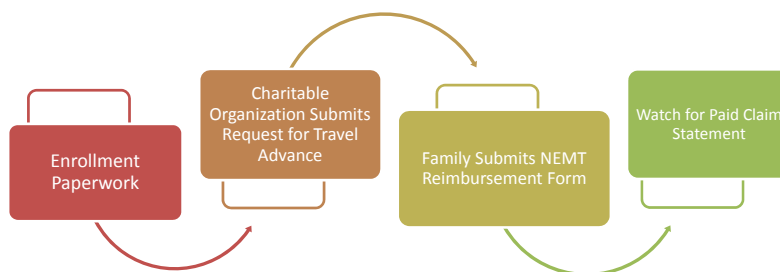 Enrollment
Paperwork
Charitable
Organization Submits
Request for Travel
Advance
Family Submits NEMT
Reimbursement Form
Watch for Paid Claim
Statement